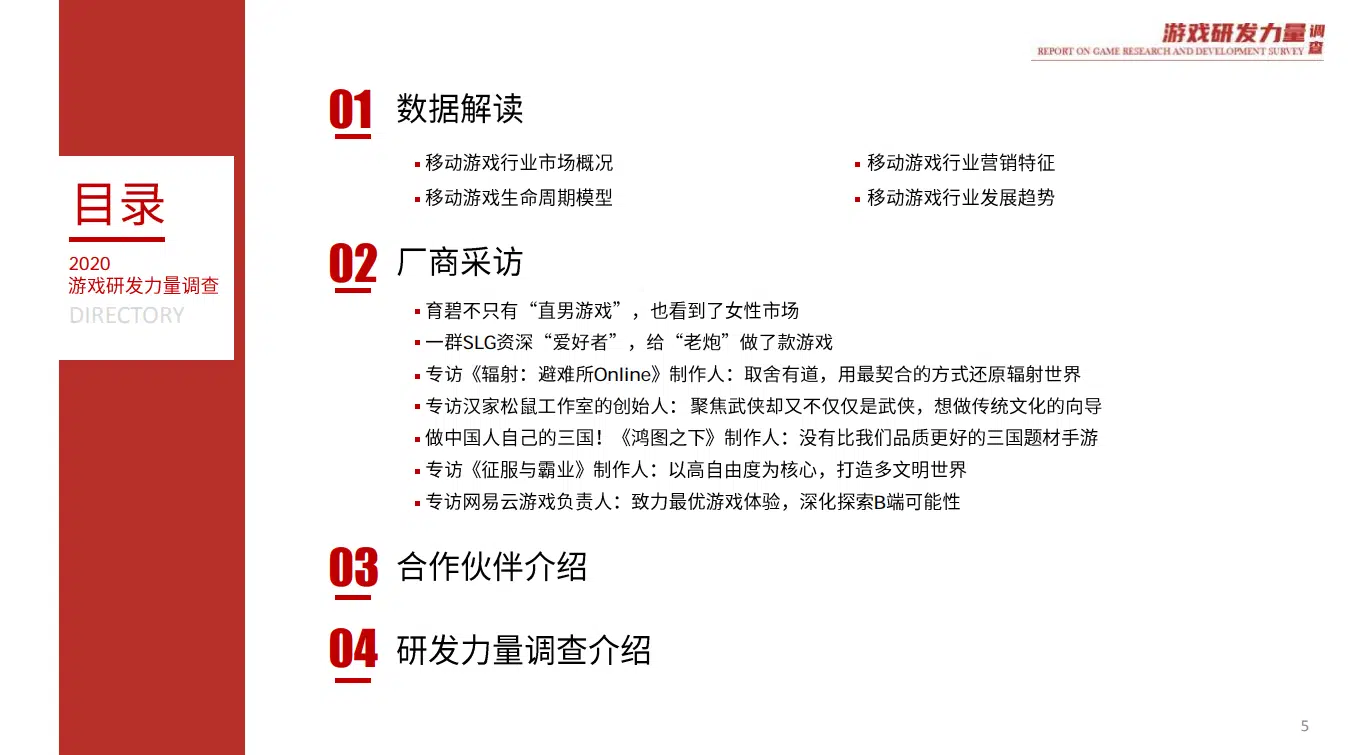 游戏研发力量调查
REPORT ON GAME RESEARCH AND DEVELOPMENT SURVEY
目录
2020
游戏研发力量调查
DIRECTORY
01 数据解读
移动游戏行业市场概况
移动游戏行业营销特征
移动游戏生命周期模型
移动游戏行业发展趋势
02 厂商采访
育碧不只有“直男游戏”，也看到了女性市场
一群SLG资深“爱好者”，给“老炮”做了款游戏
专访《辐射：避难所Online》制作人：取舍有道，用最契合的方式还原辐射世界
专访汉家松鼠工作室的创始人： 聚焦武侠却又不仅仅是武侠，想做传统文化的向导
做中国人自己的三国！《鸿图之下》制作人：没有比我们品质更好的三国题材手游
专访《征服与霸业》制作人：以高自由度为核心，打造多文明世界
专访网易云游戏负责人：致力最优游戏体验，深化探索B端可能性
03 合作伙伴介绍
04 研发力量调查介绍
5